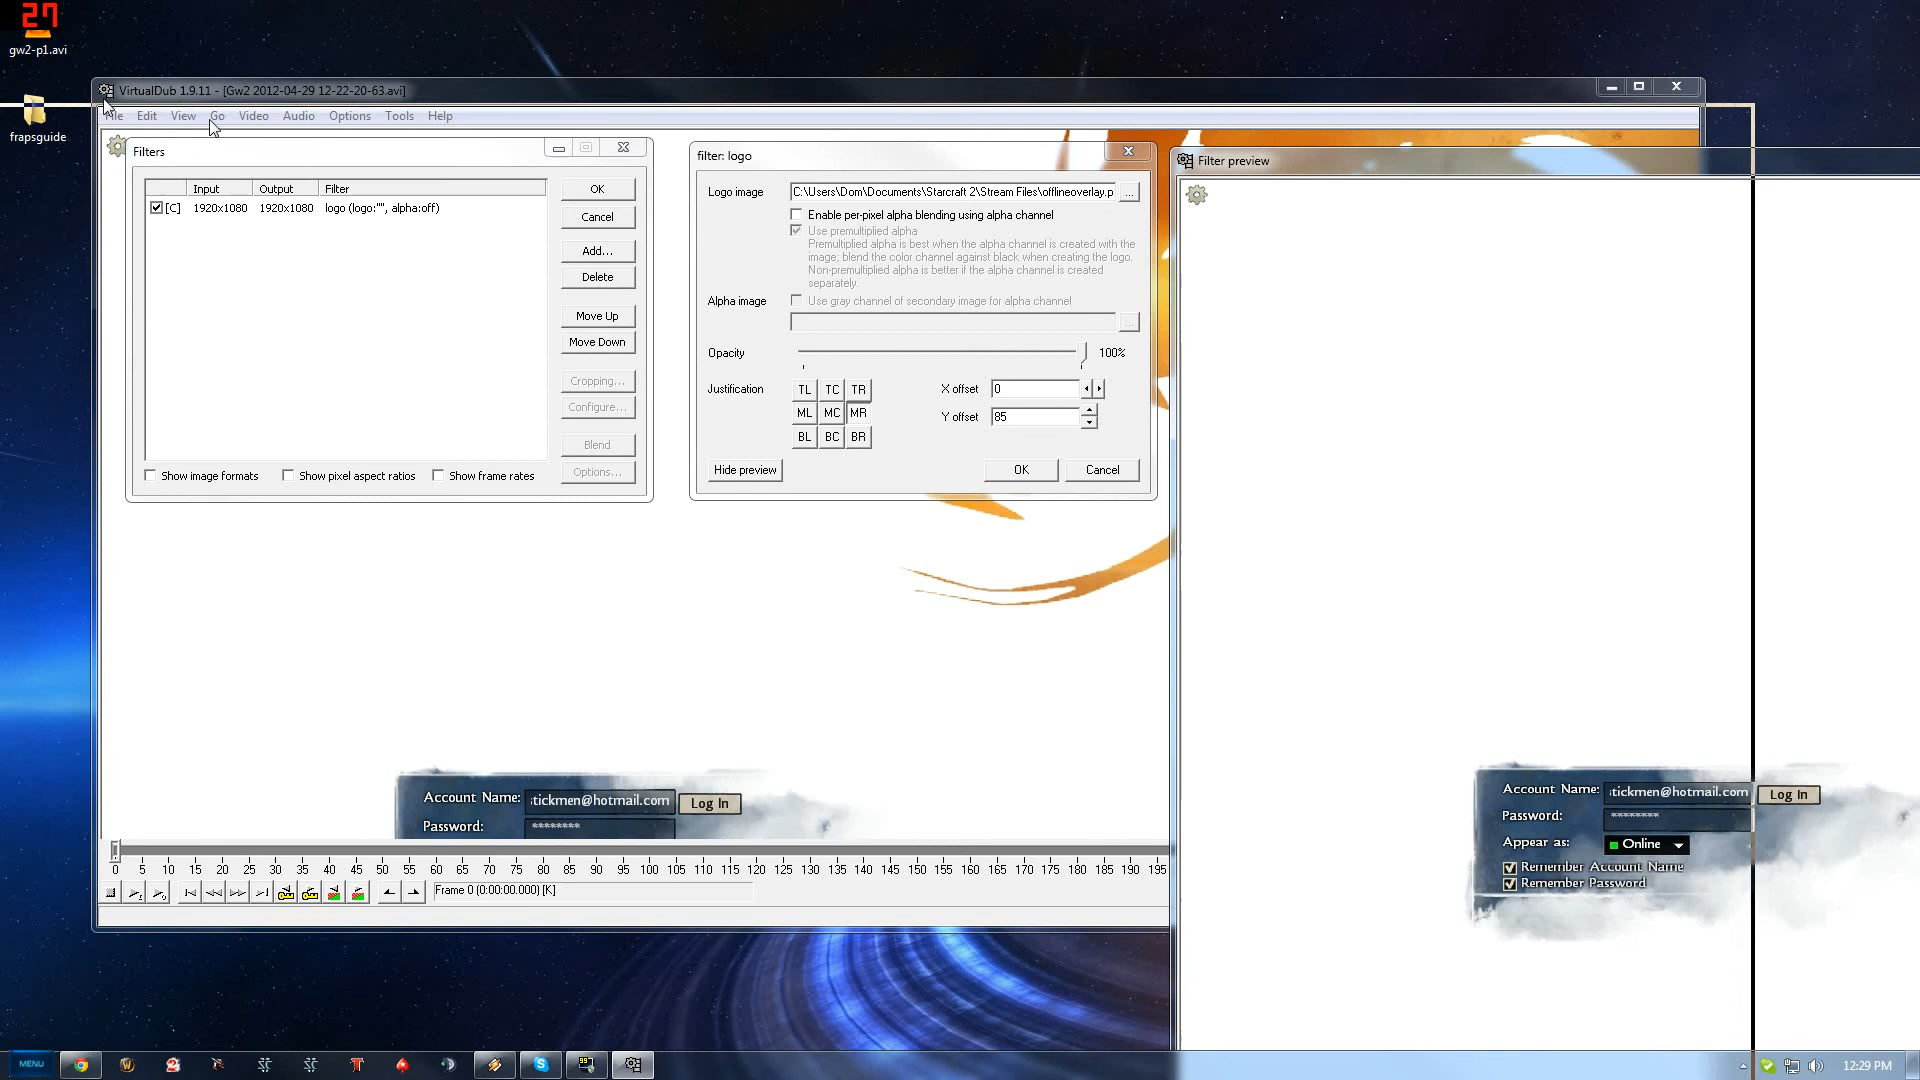 27
gw2-p1.avi
frapsguide
VirtualDub 1.9.11 - [Gw2 2012-04-29 12-22-20-63.avi]
Edit View Go Video Audio Options Tools Help
Filters
Input Output Filter
[C] 1920x1080 1920x1080 logo (logo:"", alpha:off)
OK
Cancel
Add...
Delete
Move Up
Move Down
Cropping...
Configure...
Blend
Options...
Show image formats Show pixel aspect ratios Show frame rates
filter: logo
Logo image C:\Users\Dom\Documents\Starcraft 2\Stream Files\offlineoverlay.p ...
Enable per-pixel alpha blending using alpha channel
Use premultiplied alpha
Premultiplied alpha is best when the alpha channel is created with the
image; blend the color channel against black when creating the logo.
Non-premultiplied alpha is better if the alpha channel is created
separately.
Alpha image Use gray channel of secondary image for alpha channel
...
Opacity 100%
Justification TL TC TR X offset 0
ML MC MR Y offset 85
BL BC BR
Hide preview OK Cancel
Filter preview
Account Name: tickmen@hotmail.com Log In
Password: ********
Account Name: tickmen@hotmail.com Log In
Password: ********
Appear as: Online
Remember Account Name
Remember Password
0 5 10 15 20 25 30 35 40 45 50 55 60 65 70 75 80 85 90 95 100 105 110 115 120 125 130 135 140 145 150 155 160 165 170 175 180 185 190 195
Frame 0 (0:00:00.000) [K]
MENU
99
12:29 PM